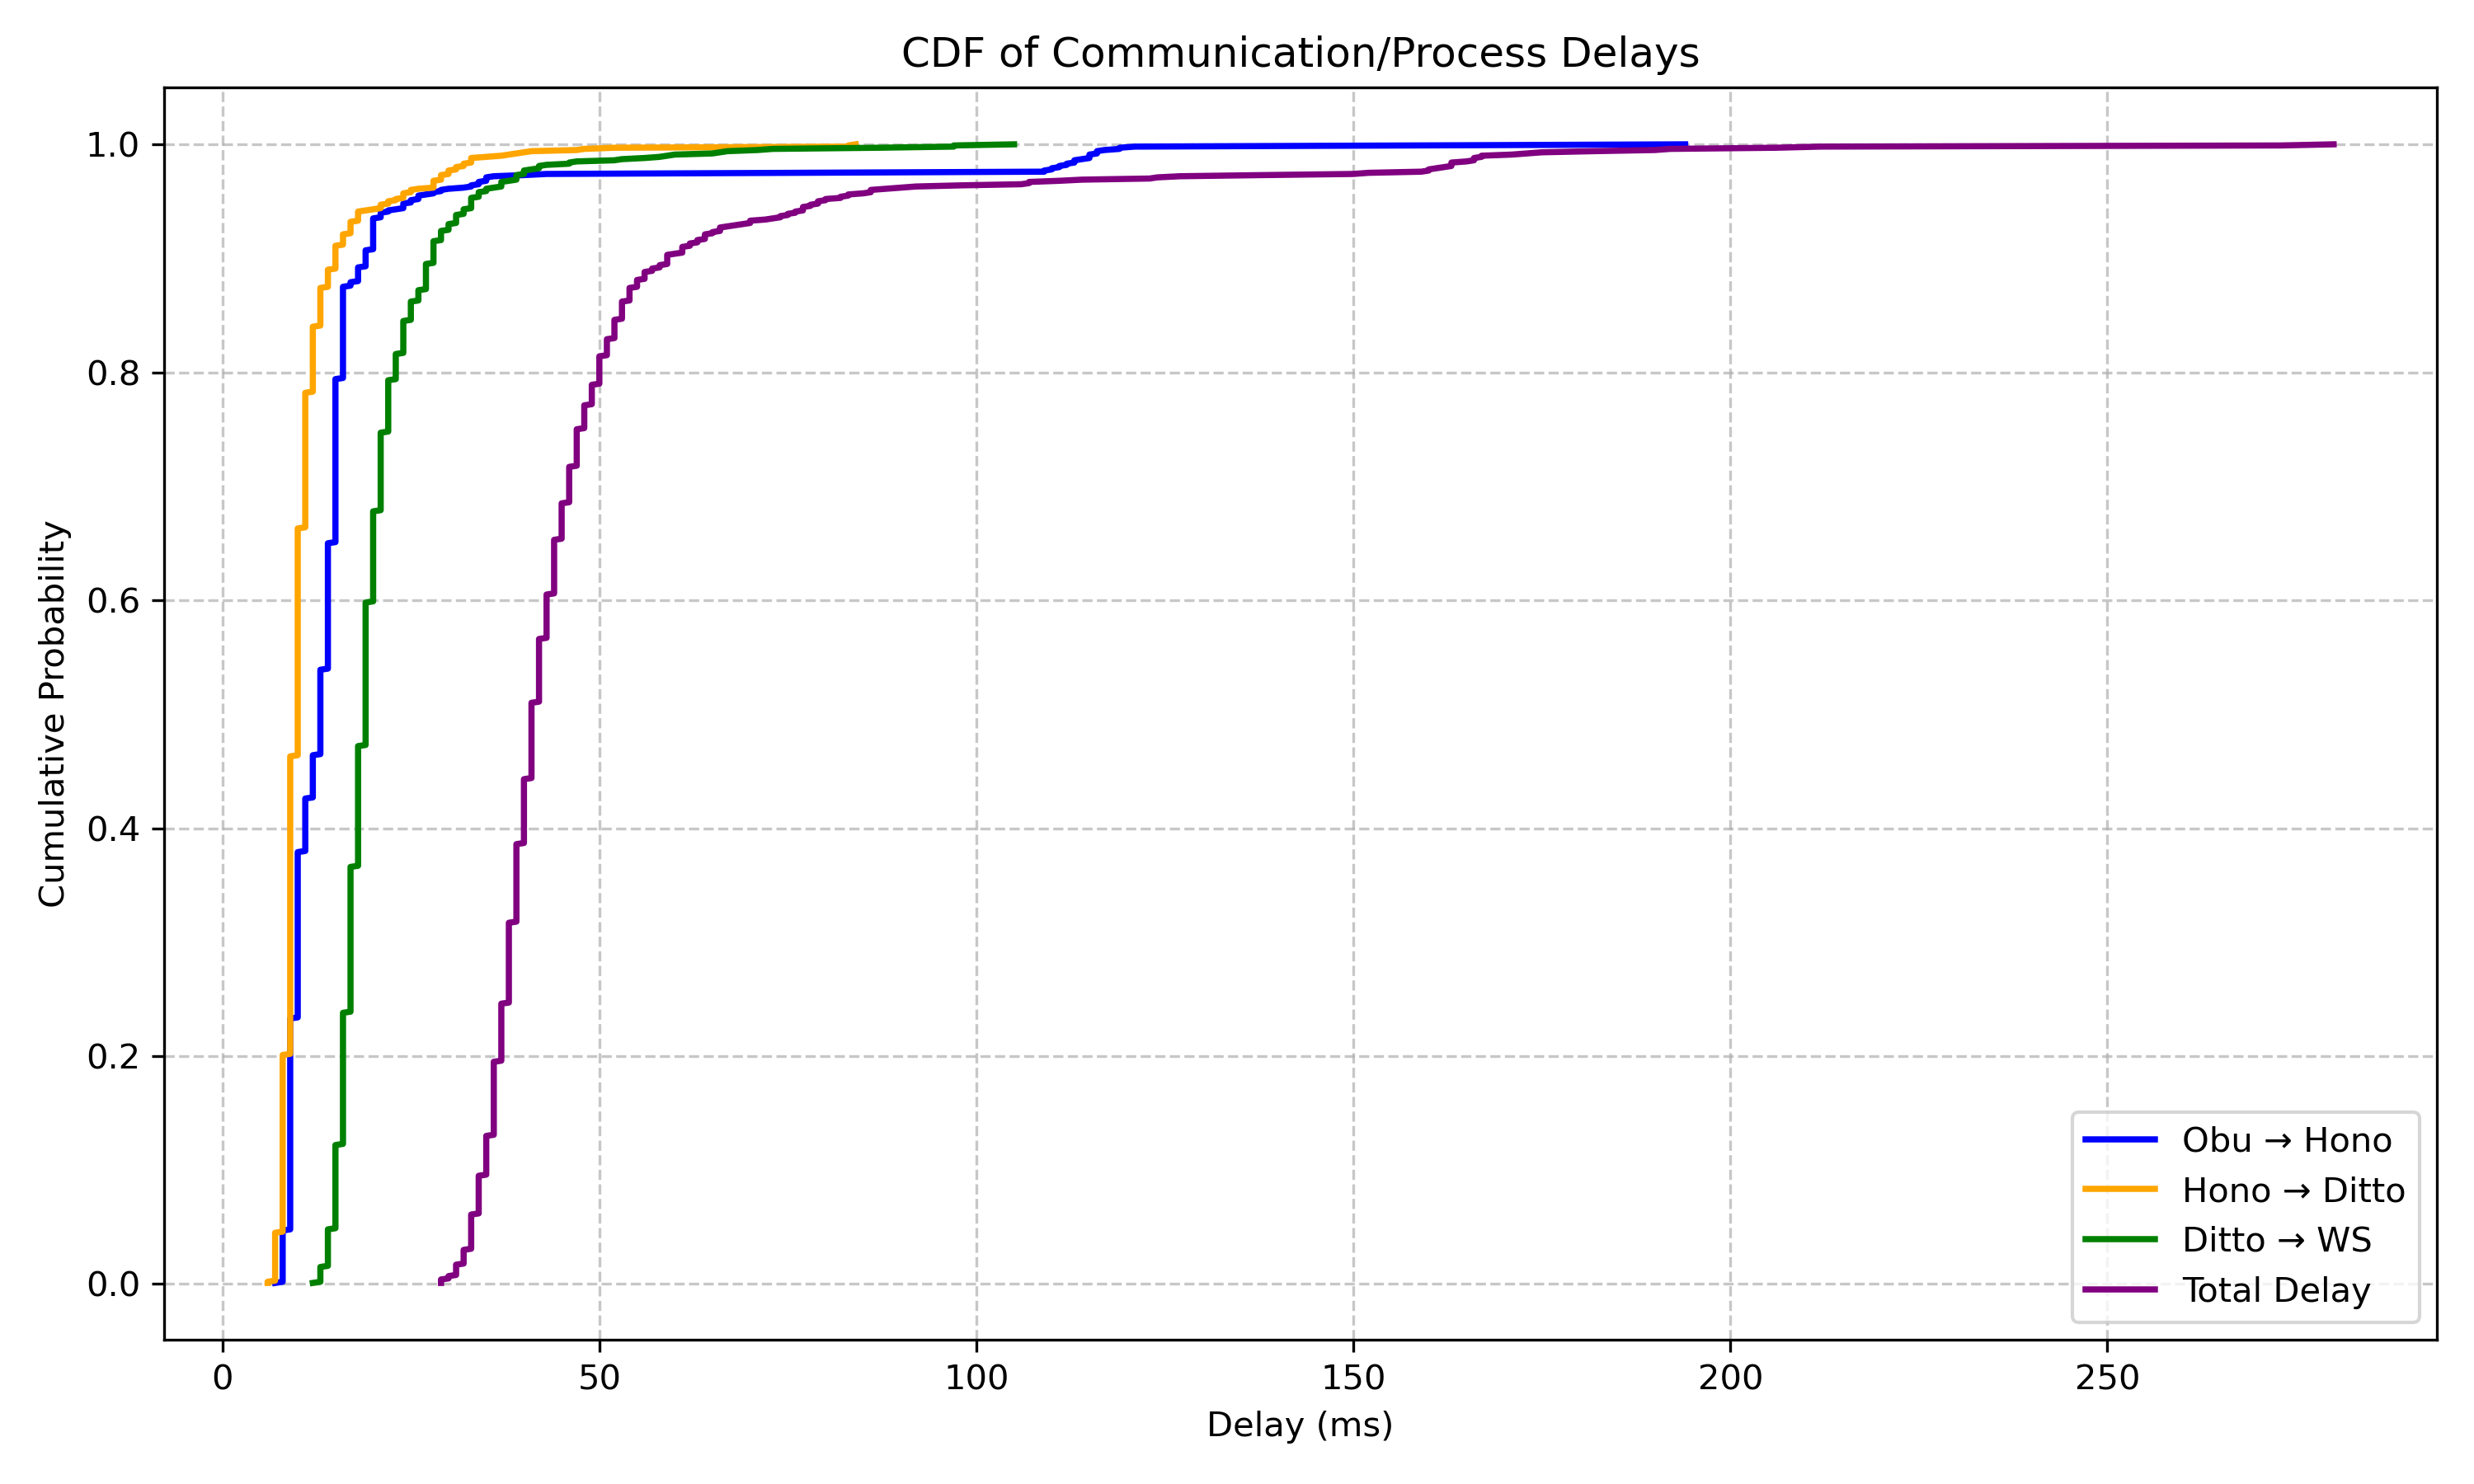 CDF of Communication/Process Delays
Cumulative Probability
1.0
0.8
0.6
0.4
0.2
0.0
0 50 100 150 200 250
Delay (ms)
Obu → Hono
Hono → Ditto
Ditto → WS
Total Delay